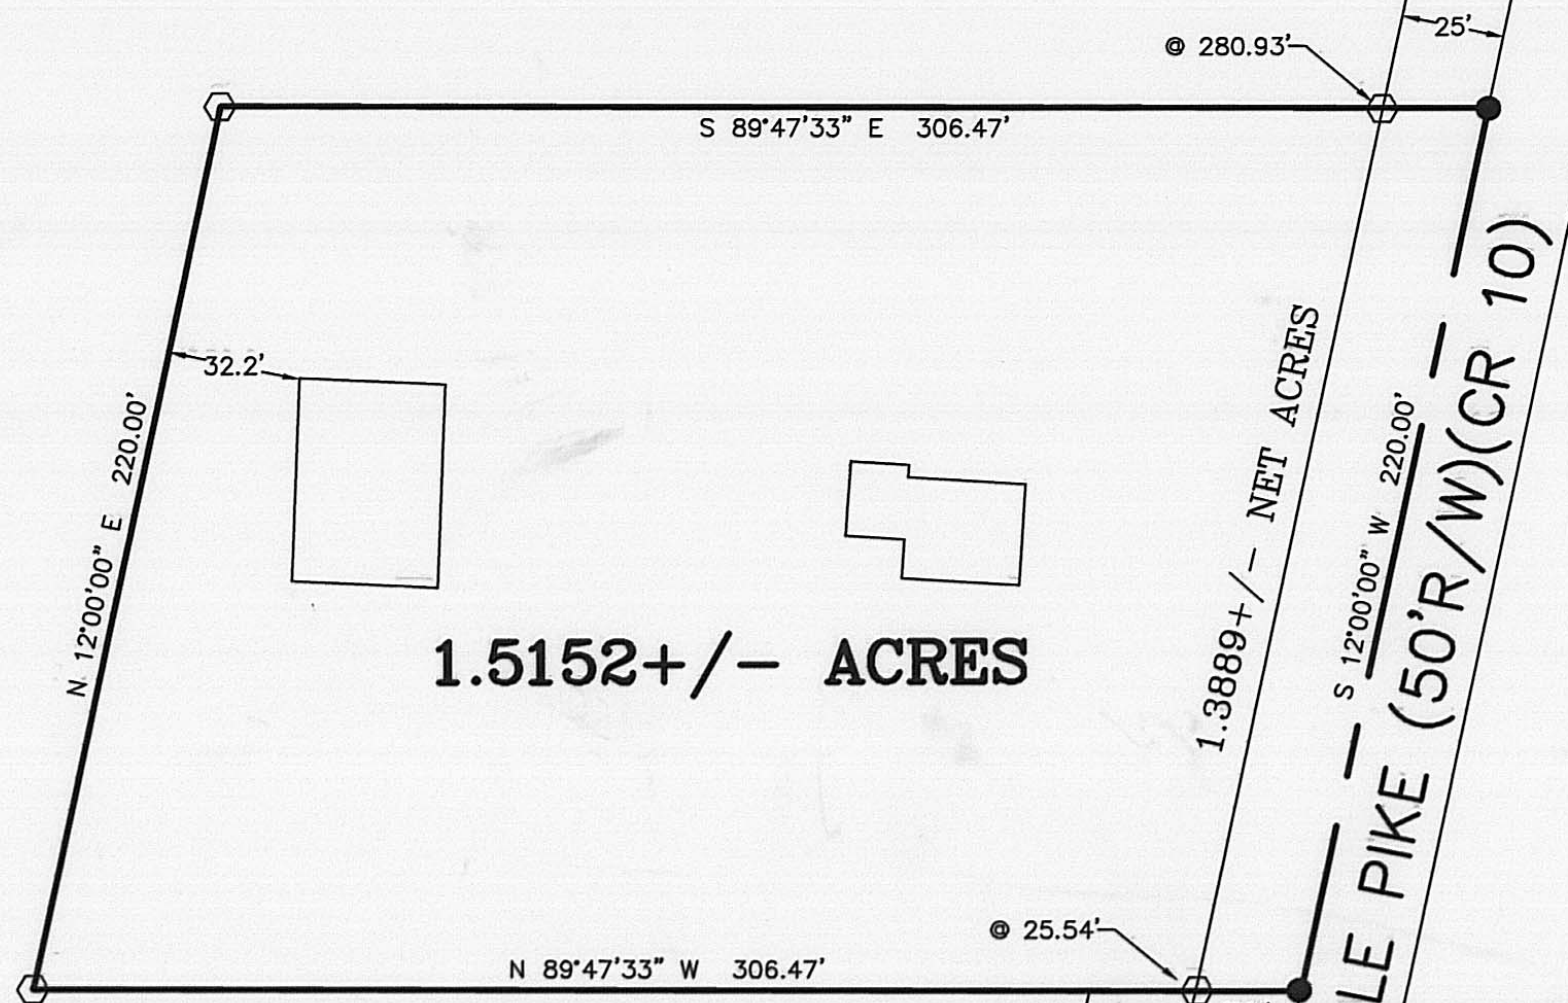 25'
@ 280.93'
S 89°47'33" E 306.47'
32.2'
N 12°00'00" E 220.00'
1.5152+/- ACRES
1.3889+/- NET ACRES
S 12°00'00" W 220.00'
LE PIKE (50'R/W)(CR 10)
@ 25.54'
N 89°47'33" W 306.47'